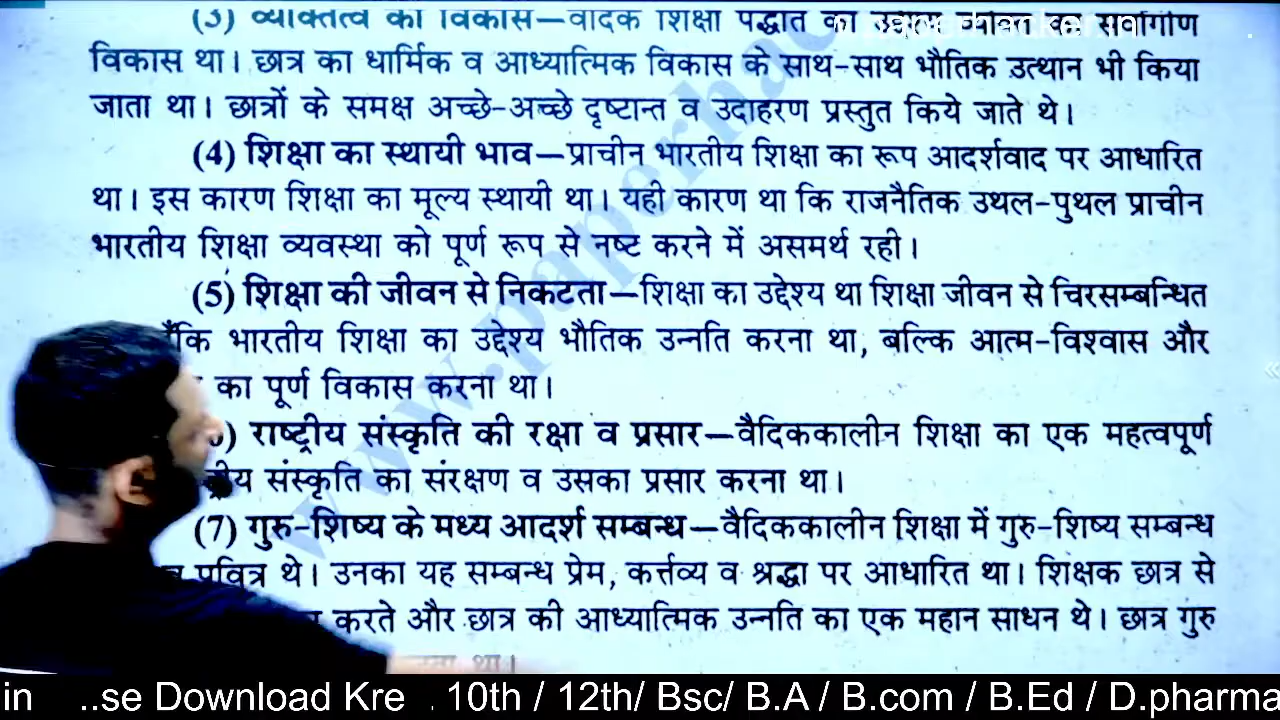 (3) व्यक्तित्व का विकास—वैदिक शिक्षा पद्धति का
विकास था। छात्र का धार्मिक व आध्यात्मिक विकास के साथ-साथ भौतिक उत्थान भी किया
जाता था। छात्रों के समक्ष अच्छे-अच्छे दृष्टान्त व उदाहरण प्रस्तुत किये जाते थे।
(4) शिक्षा का स्थायी भाव—प्राचीन भारतीय शिक्षा का रूप आदर्शवाद पर आधारित
था। इस कारण शिक्षा का मूल्य स्थायी था। यही कारण था कि राजनैतिक उथल-पुथल प्राचीन
भारतीय शिक्षा व्यवस्था को पूर्ण रूप से नष्ट करने में असमर्थ रही।
(5) शिक्षा की जीवन से निकटता—शिक्षा का उद्देश्य था शिक्षा जीवन से चिरसम्बन्धित
कि भारतीय शिक्षा का उद्देश्य भौतिक उन्नति करना था, बल्कि आत्म-विश्वास और
का पूर्ण विकास करना था।
) राष्ट्रीय संस्कृति की रक्षा व प्रसार—वैदिककालीन शिक्षा का एक महत्वपूर्ण
संस्कृति का संरक्षण व उसका प्रसार करना था।
(7) गुरु-शिष्य के मध्य आदर्श सम्बन्ध—वैदिककालीन शिक्षा में गुरु-शिष्य सम्बन्ध
पवित्र थे। उनका यह सम्बन्ध प्रेम, कर्त्तव्य व श्रद्धा पर आधारित था। शिक्षक छात्र से
करते और छात्र की आध्यात्मिक उन्नति का एक महान साधन थे। छात्र गुरु
था।
in ..se Download Kre . 10th / 12th/ Bsc/ B.A / B.com / B.Ed / D.pharma